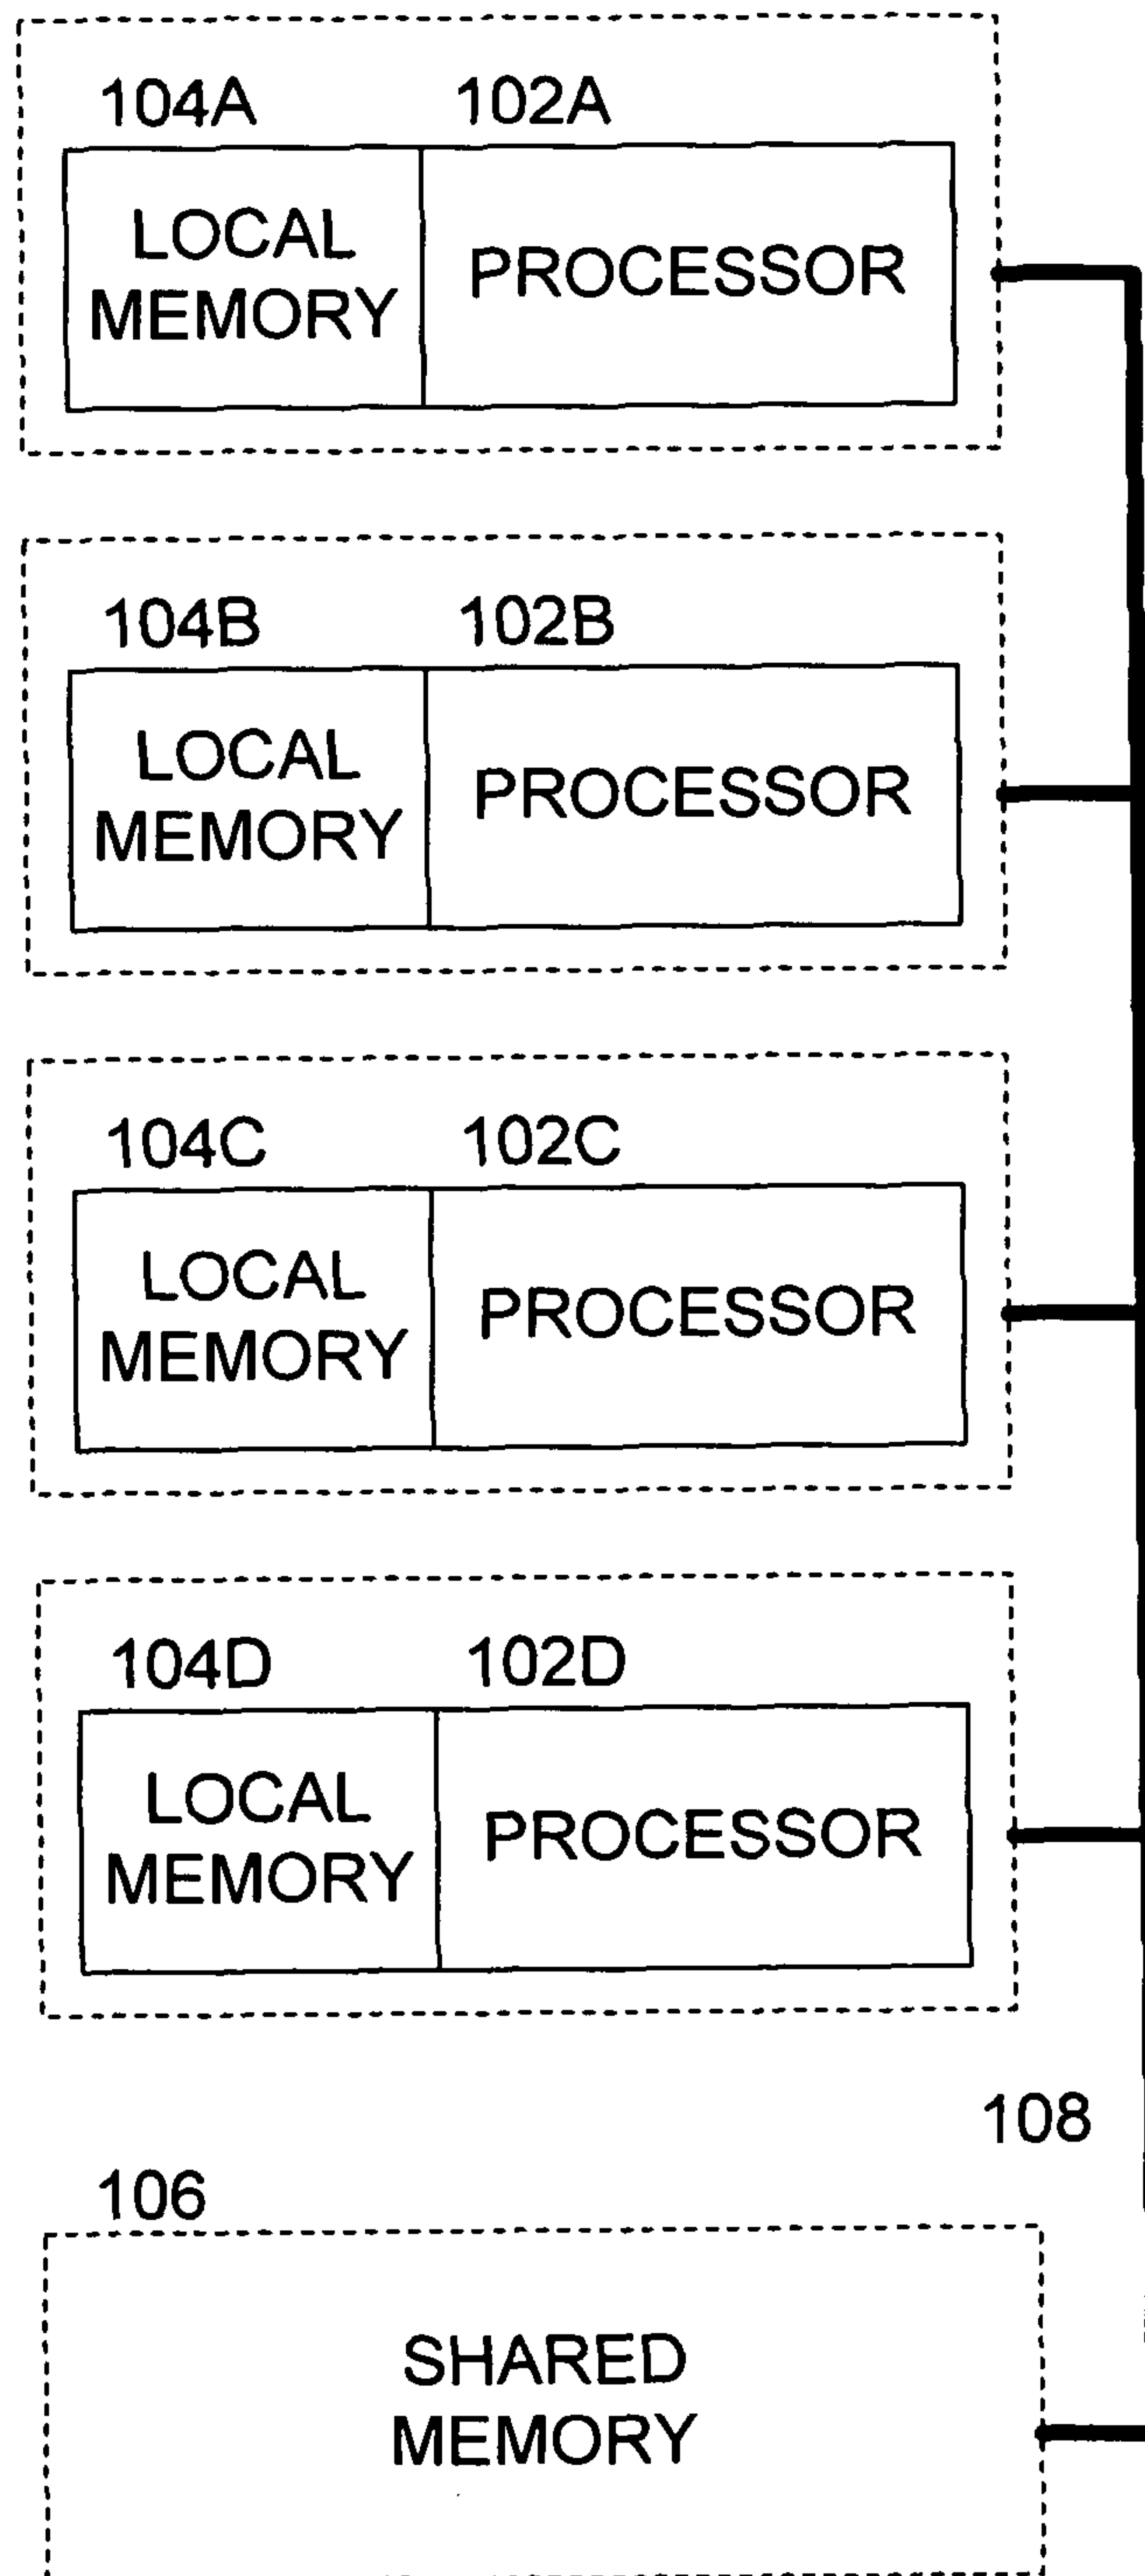 104A 102A
LOCAL
MEMORY
PROCESSOR
104B 102B
LOCAL
MEMORY
PROCESSOR
104C 102C
LOCAL
MEMORY
PROCESSOR
104D 102D
LOCAL
MEMORY
PROCESSOR
108
106
SHARED
MEMORY